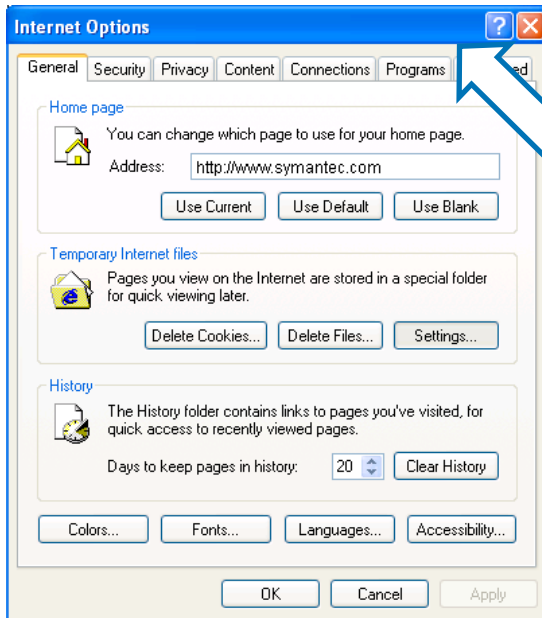 Internet Options
General Security Privacy Content Connections Programs
Home page
You can change which page to use for your home page.
Address: http://www.symantec.com
Use Current Use Default Use Blank
Temporary Internet files
Pages you view on the Internet are stored in a special folder
for quick viewing later.
Delete Cookies... Delete Files... Settings...
History
The History folder contains links to pages you've visited, for
quick access to recently viewed pages.
Days to keep pages in history: 20 Clear History
Colors... Fonts... Languages... Accessibility...
OK Cancel Apply